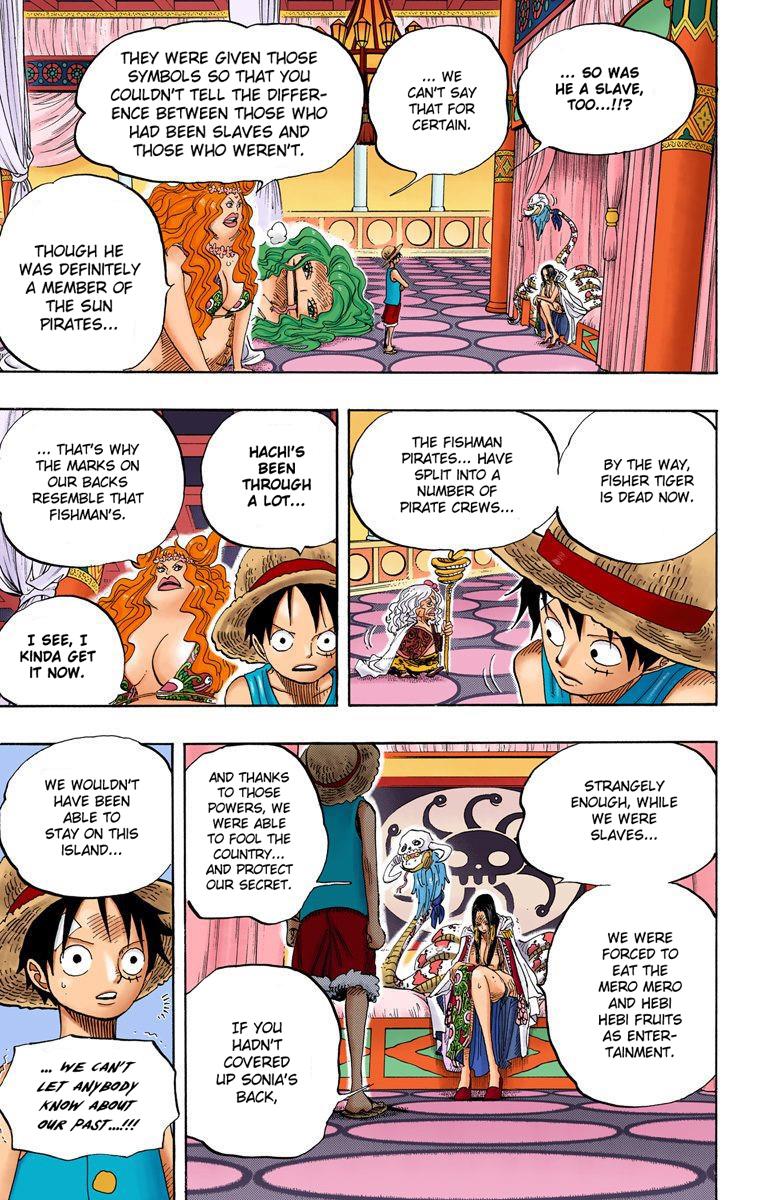 ... SO WAS
HE A SLAVE,
TOO...!!?
... WE
CAN'T SAY
THAT FOR
CERTAIN.
THEY WERE GIVEN THOSE
SYMBOLS SO THAT YOU
COULDN'T TELL THE DIFFER-
ENCE BETWEEN THOSE WHO
HAD BEEN SLAVES AND
THOSE WHO WEREN'T.
THOUGH HE
WAS DEFINITELY
A MEMBER OF
THE SUN
PIRATES...
BY THE WAY,
FISHER TIGER
IS DEAD NOW.
THE FISHMAN
PIRATES... HAVE
SPLIT INTO A
NUMBER OF
PIRATE CREWS...
HACHI'S
BEEN
THROUGH
A LOT...
... THAT'S WHY
THE MARKS ON
OUR BACKS
RESEMBLE THAT
FISHMAN'S.
I SEE, I
KINDA GET
IT NOW.
STRANGELY
ENOUGH, WHILE
WE WERE
SLAVES...
WE WERE
FORCED TO
EAT THE
MERO MERO
AND HEBI
HEBI FRUITS
AS ENTER-
TAINMENT.
AND THANKS
TO THOSE
POWERS, WE
WERE ABLE
TO FOOL THE
COUNTRY...
AND PROTECT
OUR SECRET.
IF YOU
HADN'T
COVERED
UP SONIA'S
BACK,
WE WOULDN'T
HAVE BEEN
ABLE TO
STAY ON THIS
ISLAND...
... WE CAN'T
LET ANYBODY
KNOW ABOUT
OUR PAST...!!!